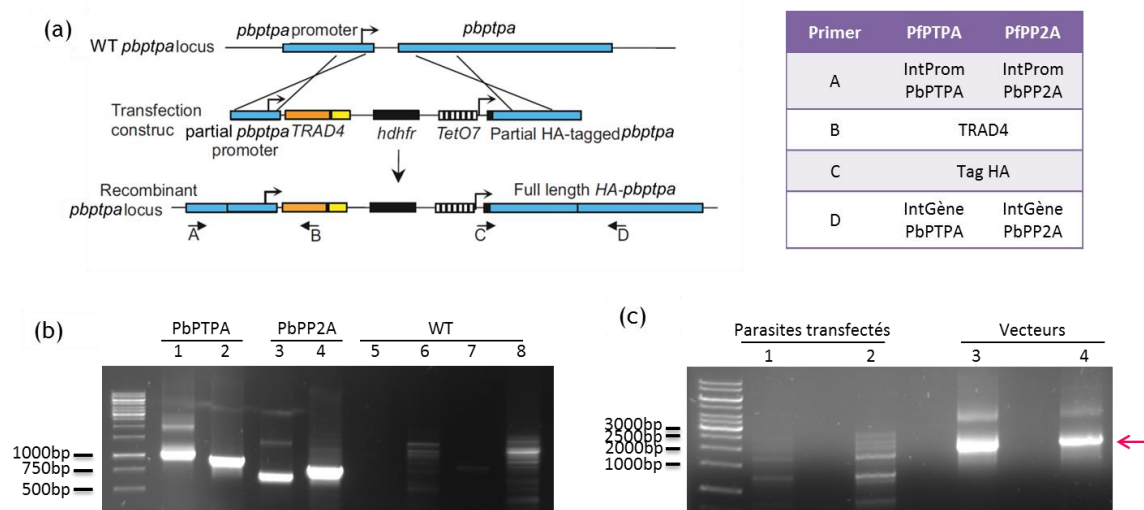 (a)
pbptpa promoter
pbptpa
WT pbptpa locus
Transfection construc
partial pbptpa promoter
TRAD4
hdhfr
TetO7
Partial HA-tagged pbptpa
Recombinant pbptpa locus
Full length HA-pbptpa
A
B
C
D
Primer PfPTPA PfPP2A
A IntProm PbPTPA IntProm PbPP2A
B TRAD4
C Tag HA
D IntGène PbPTPA IntGène PbPP2A
(b)
PbPTPA PbPP2A WT
1 2 3 4 5 6 7 8
1000bp
750bp
500bp
(c)
Parasites transfectés Vecteurs
1 2 3 4
3000bp
2500bp
2000bp
1000bp